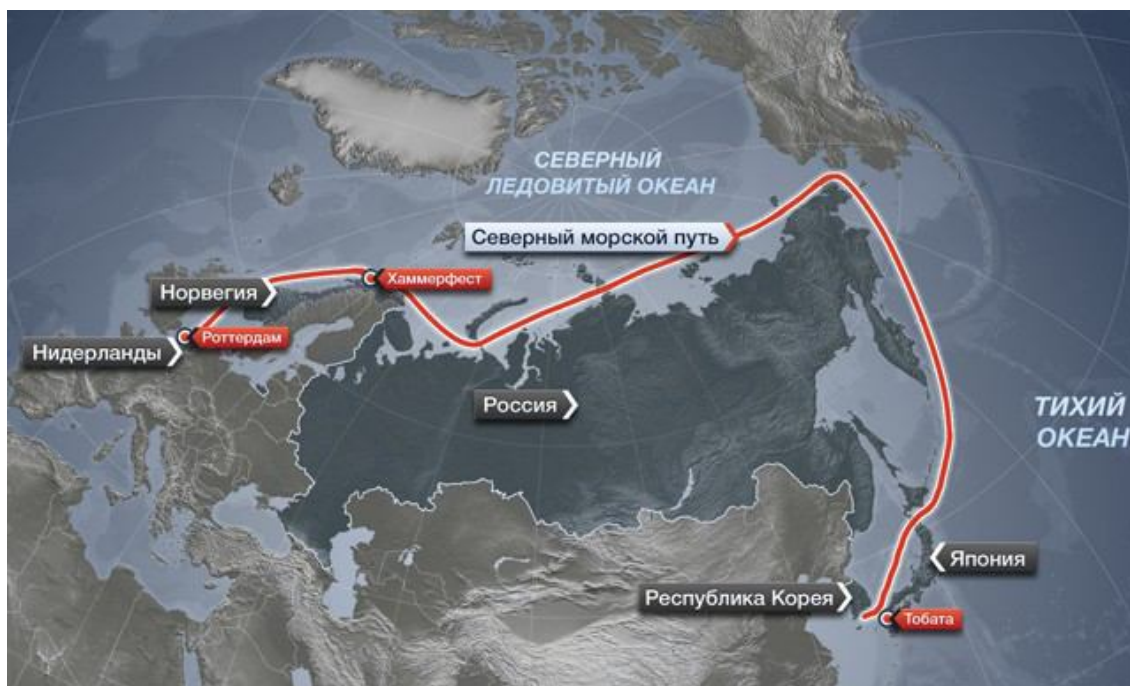 СЕВЕРНЫЙ
ЛЕДОВИТЫЙ ОКЕАН
Северный морской путь
Хаммерфест
Норвегия
Роттердам
Нидерланды
Россия
ТИХИЙ
ОКЕАН
Япония
Республика Корея
Тобата